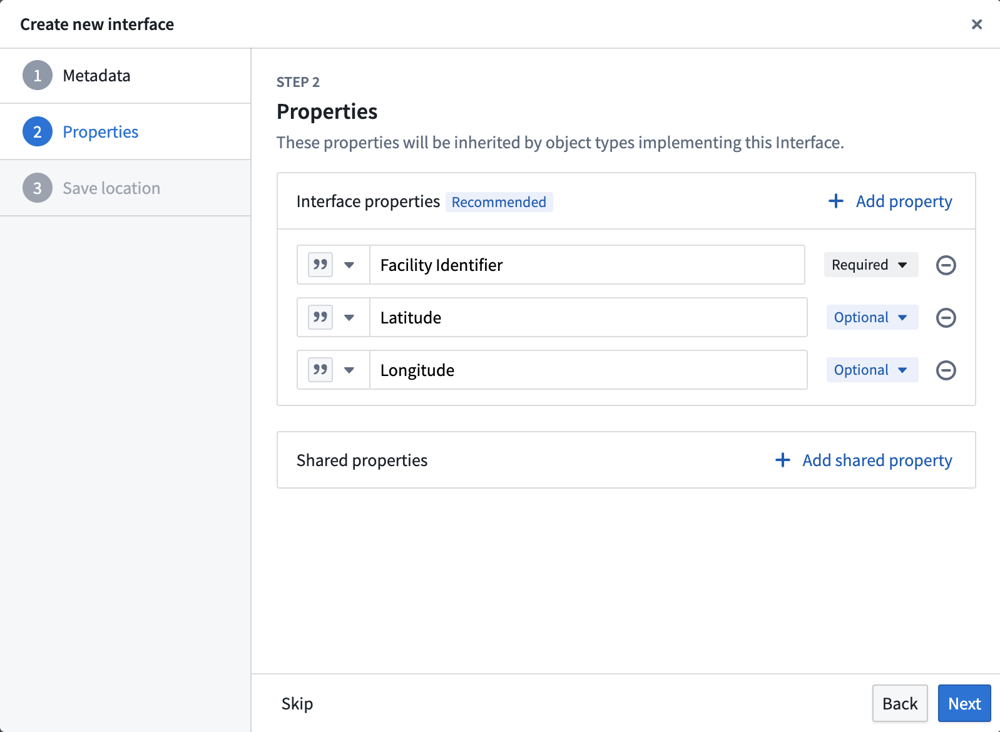 Create new interface
1 Metadata
2 Properties
3 Save location
STEP 2
Properties
These properties will be inherited by object types implementing this Interface.
Interface properties Recommended + Add property
Facility Identifier Required
Latitude Optional
Longitude Optional
Shared properties + Add shared property
Skip Back Next